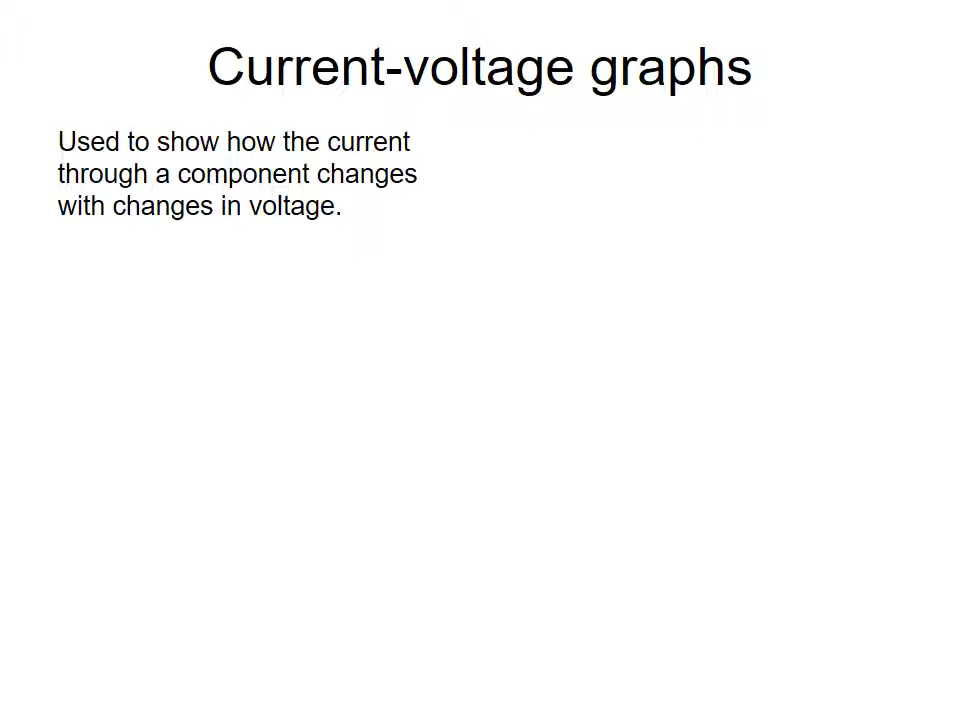 Current-voltage graphs
Used to show how the current
through a component changes
with changes in voltage.